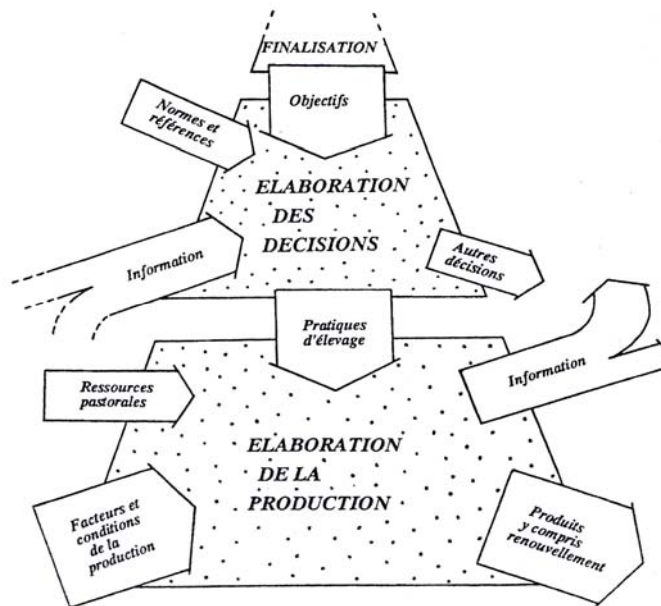 FINALISATION
Objectifs
Normes et
références
ELABORATION
DES
DECISIONS
Information
Autres
décisions
Pratiques
d'élevage
Ressources
pastorales
Information
ELABORATION
DE LA
PRODUCTION
Facteurs et
conditions
de la
production
Produits
y compris
renouvellement